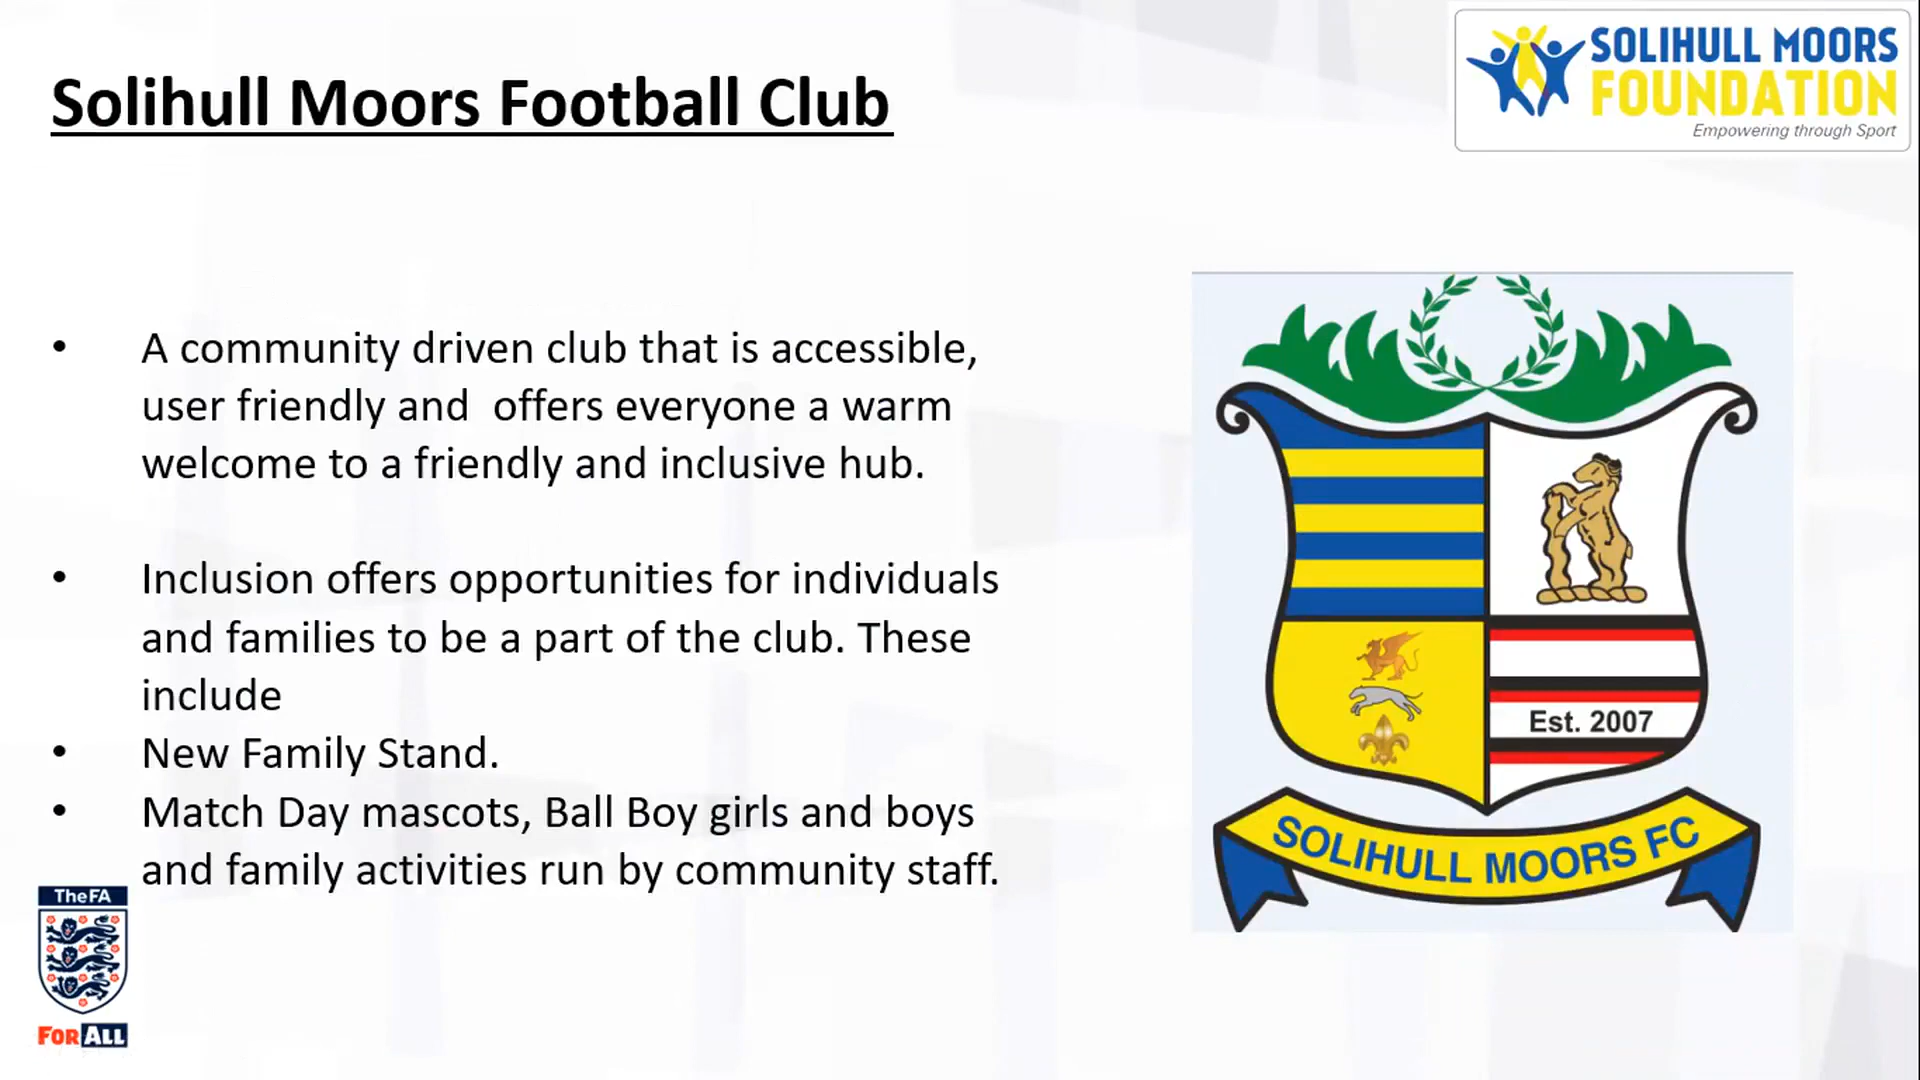 Solihull Moors Football Club
SOLIHULL MOORS
FOUNDATION
Empowering through Sport
• A community driven club that is accessible,
user friendly and  offers everyone a warm
welcome to a friendly and inclusive hub.
• Inclusion offers opportunities for individuals
and families to be a part of the club. These
include
• New Family Stand.
• Match Day mascots, Ball Boy girls and boys
and family activities run by community staff.
Est. 2007
SOLIHULL MOORS FC
The FA
FOR ALL